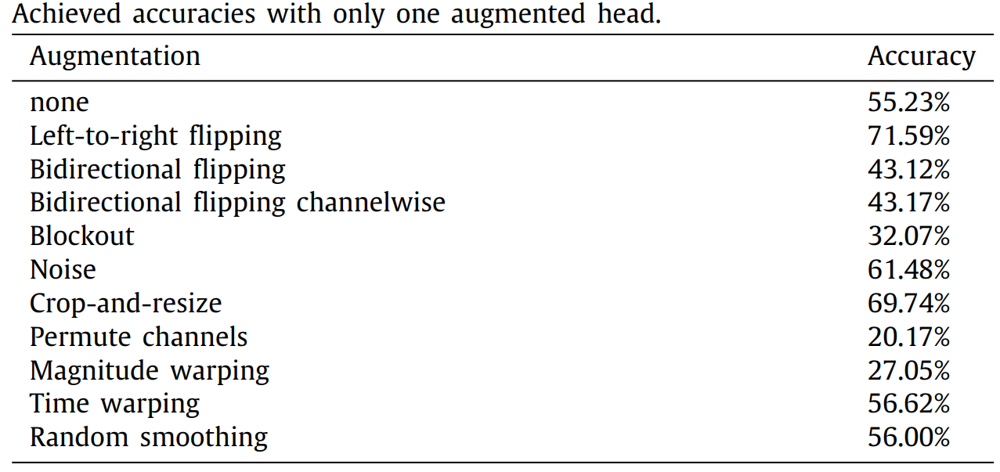 Achieved accuracies with only one augmented head.
Augmentation Accuracy
none 55.23%
Left-to-right flipping 71.59%
Bidirectional flipping 43.12%
Bidirectional flipping channelwise 43.17%
Blockout 32.07%
Noise 61.48%
Crop-and-resize 69.74%
Permute channels 20.17%
Magnitude warping 27.05%
Time warping 56.62%
Random smoothing 56.00%